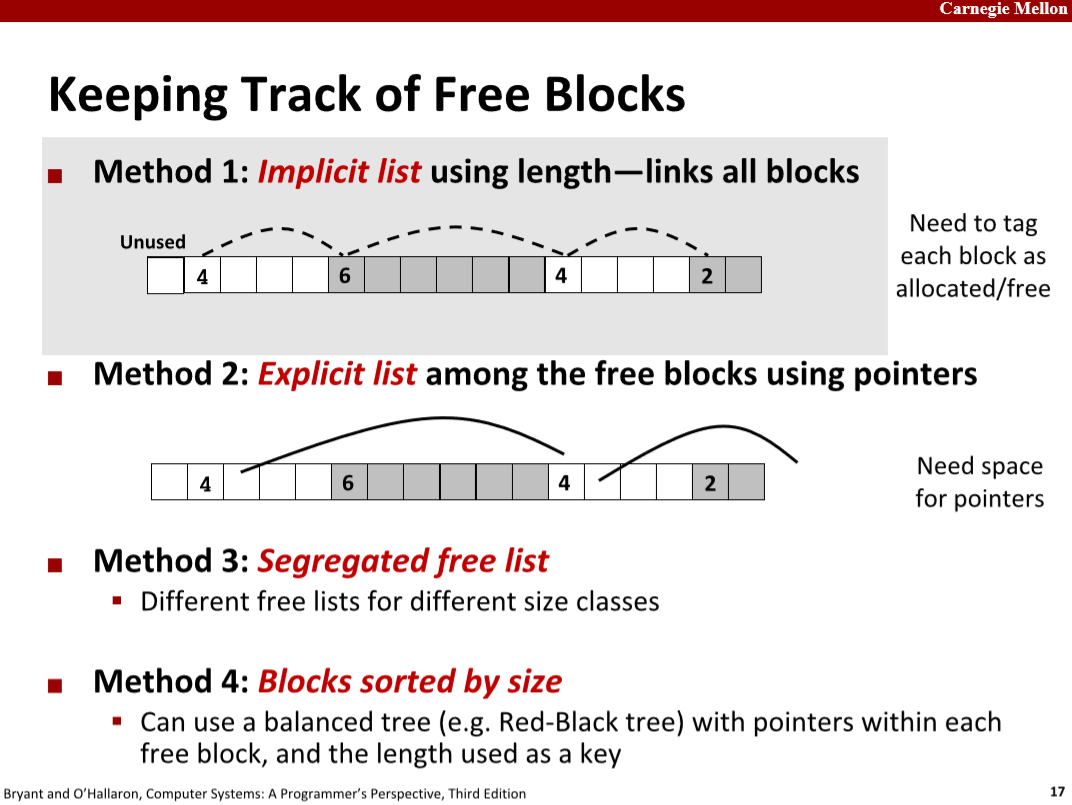 Carnegie Mellon
Keeping Track of Free Blocks
■ Method 1: Implicit list using length—links all blocks
Need to tag
each block as
allocated/free
Unused
4 6 4 2
■ Method 2: Explicit list among the free blocks using pointers
Need space
for pointers
4 6 4 2
■ Method 3: Segregated free list
▪ Different free lists for different size classes
■ Method 4: Blocks sorted by size
▪ Can use a balanced tree (e.g. Red-Black tree) with pointers within each
free block, and the length used as a key
Bryant and O’Hallaron, Computer Systems: A Programmer’s Perspective, Third Edition
17